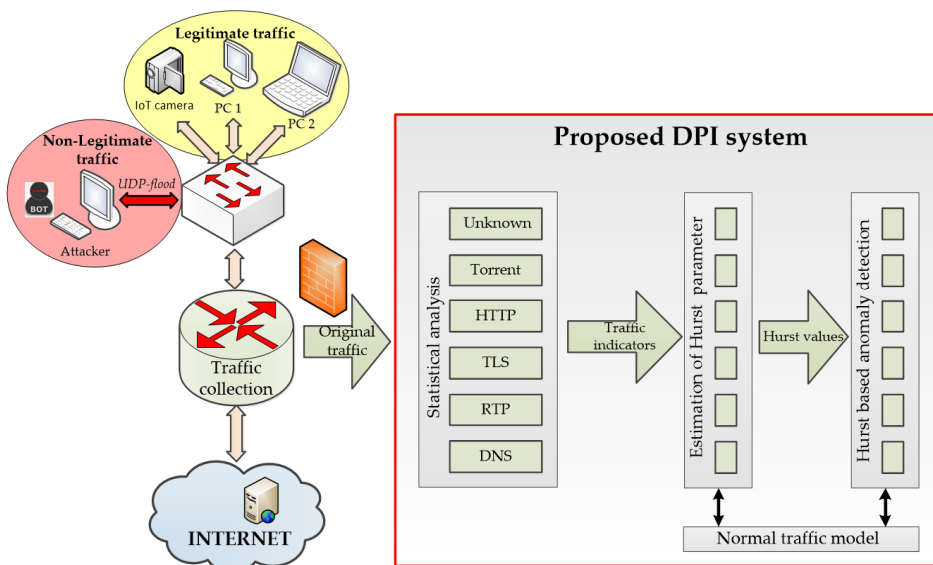 Legitimate traffic
IoT camera
PC 1
PC 2
Non-Legitimate
traffic
UDP-flood
BOT
Attacker
Traffic
collection
INTERNET
Original
traffic
Proposed DPI system
Statistical analysis
Unknown
Torrent
HTTP
TLS
RTP
DNS
Traffic
indicators
Estimation of Hurst parameter
Hurst values
Hurst based anomaly detection
Normal traffic model